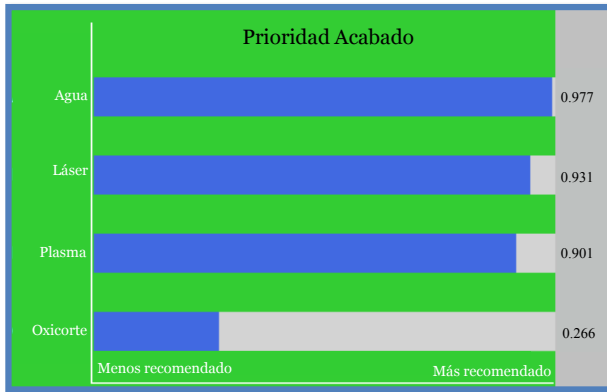 Prioridad Acabado
Agua 0.977
Láser 0.931
Plasma 0.901
Oxicorte 0.266
Menos recomendado Más recomendado